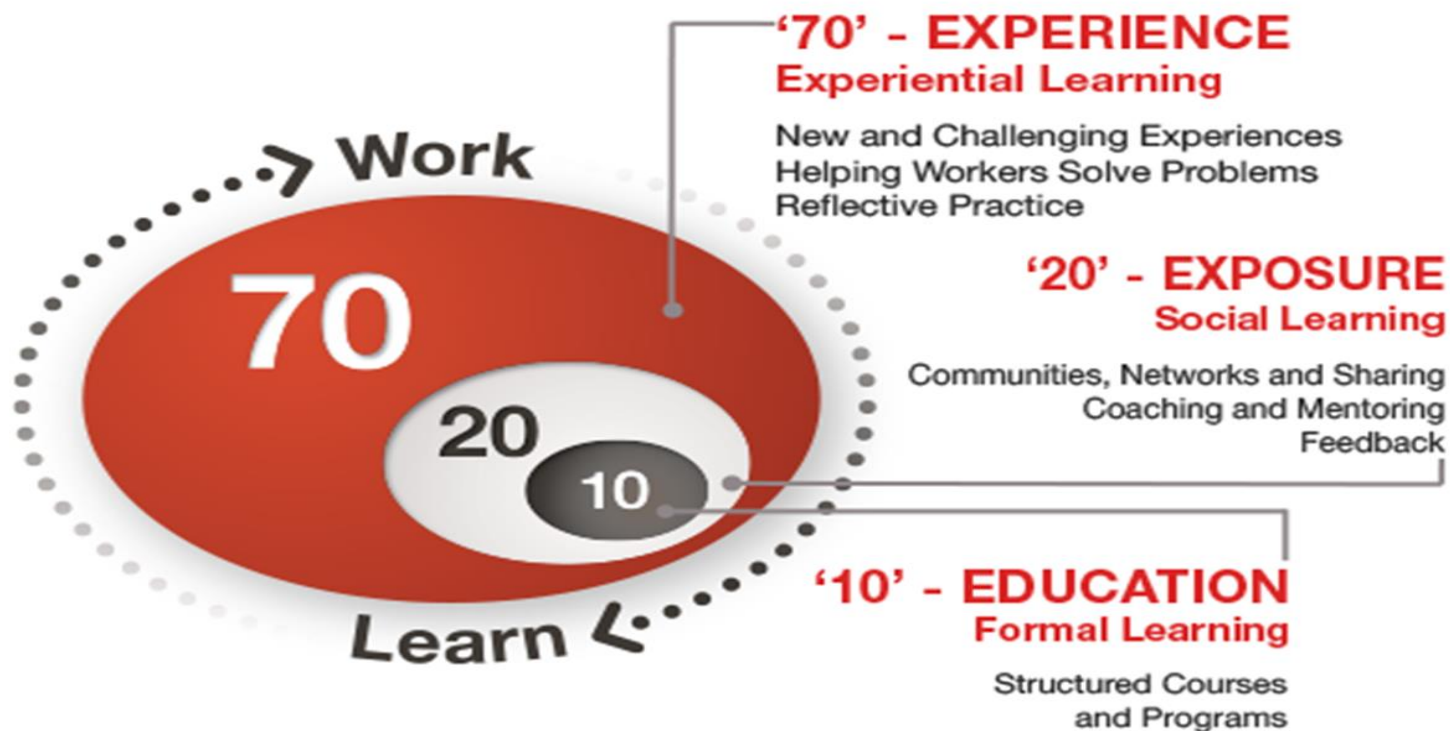 Work
Learn
70
20
10
‘70’ - EXPERIENCE
Experiential Learning
New and Challenging Experiences
Helping Workers Solve Problems
Reflective Practice
‘20’ - EXPOSURE
Social Learning
Communities, Networks and Sharing
Coaching and Mentoring
Feedback
‘10’ - EDUCATION
Formal Learning
Structured Courses
and Programs